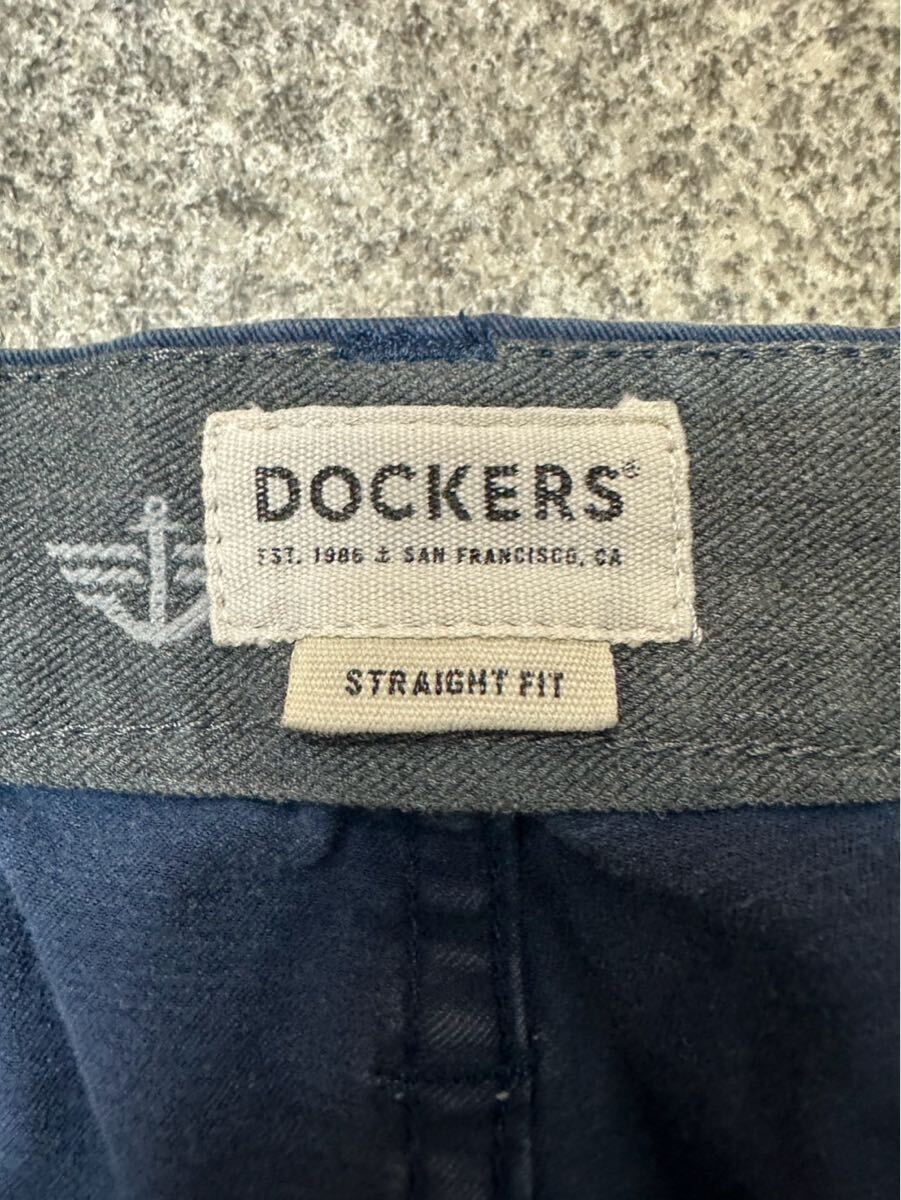 DOCKERS®
EST. 1986 ⚓ SAN FRANCISCO, CA
STRAIGHT FIT